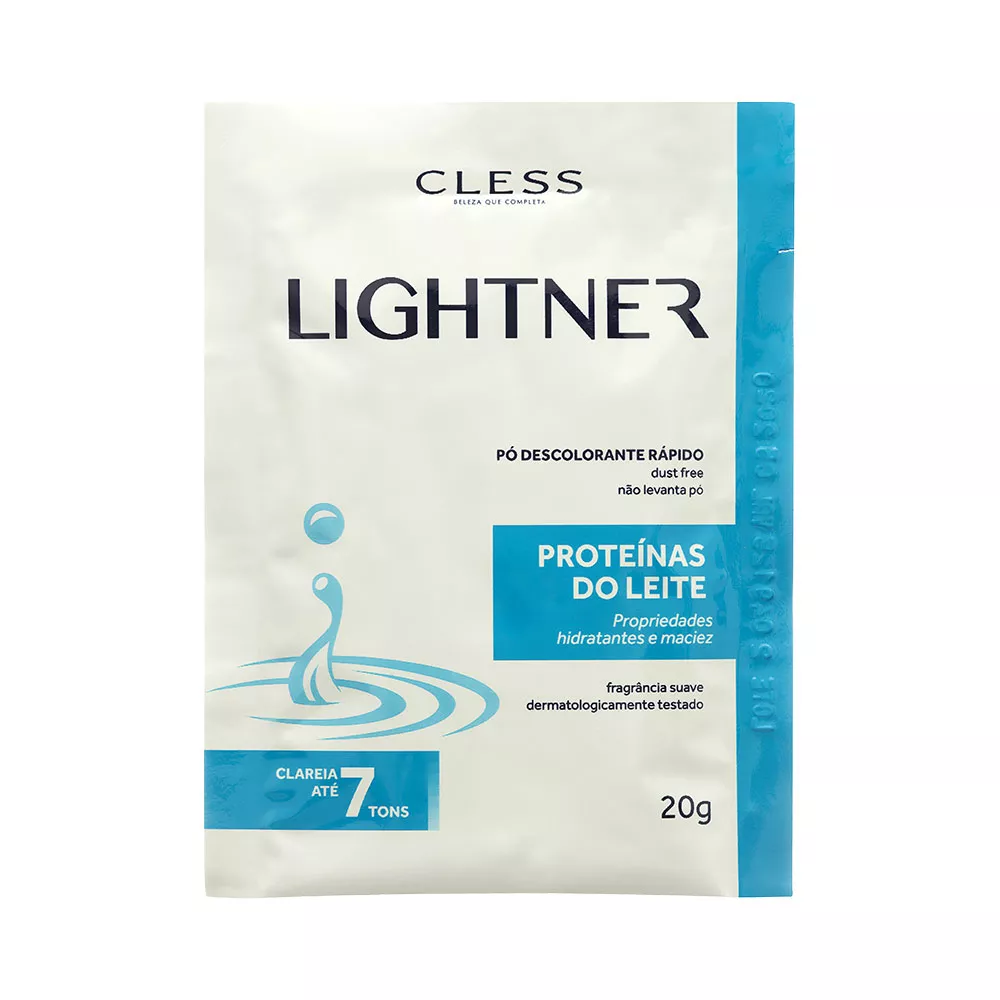 CLESS
BELEZA QUE COMPLETA
LIGHTNER
PÓ DESCOLORANTE RÁPIDO
dust free
não levanta pó
PROTEÍNAS
DO LEITE
Propriedades
hidratantes e maciez
fragrância suave
dermatologicamente testado
CLAREIA
ATÉ
7
TONS
20g